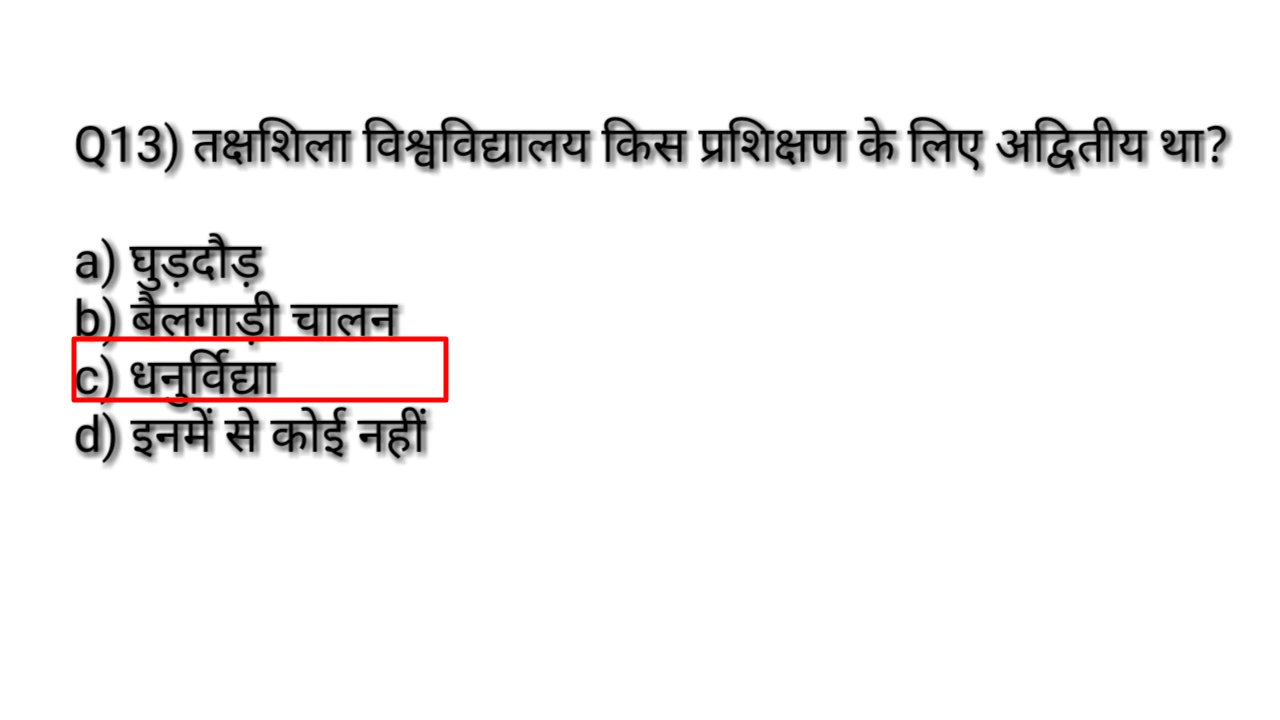 Q13) तक्षशिला विश्वविद्यालय किस प्रशिक्षण के लिए अद्वितीय था?
a) घुड़दौड़
b) बैलगाड़ी चालन
c) धनुर्विद्या
d) इनमें से कोई नहीं